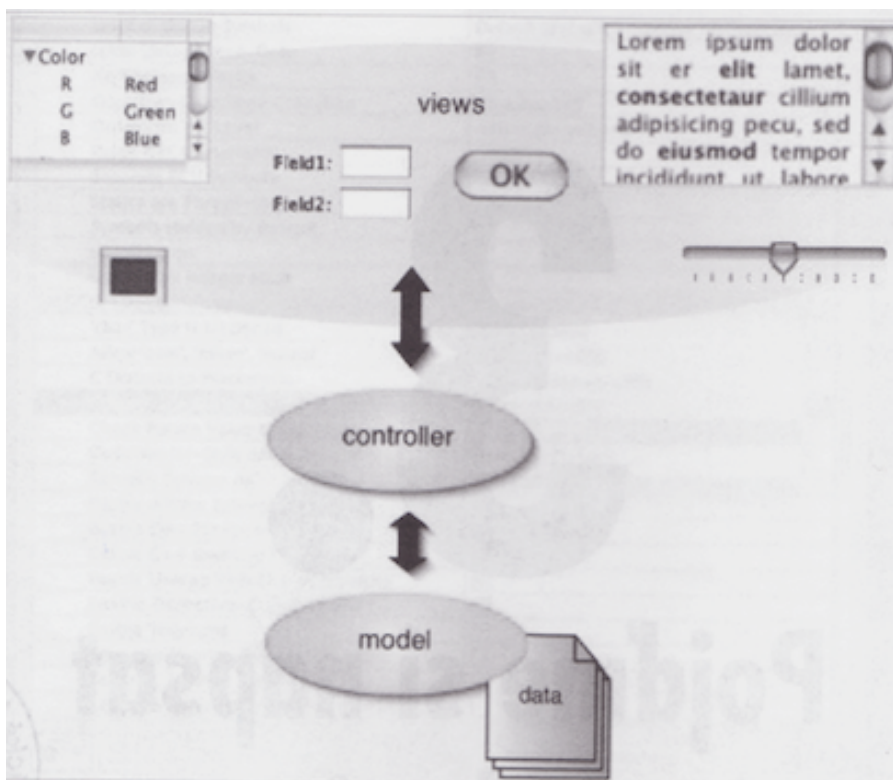 Color
R Red
G Green
B Blue
views
Field1:
Field2:
OK
Lorem ipsum dolor
sit er elit lamet,
consectetaur cillium
adipisicing pecu, sed
do eiusmod tempor
incididunt ut labore
controller
model
data